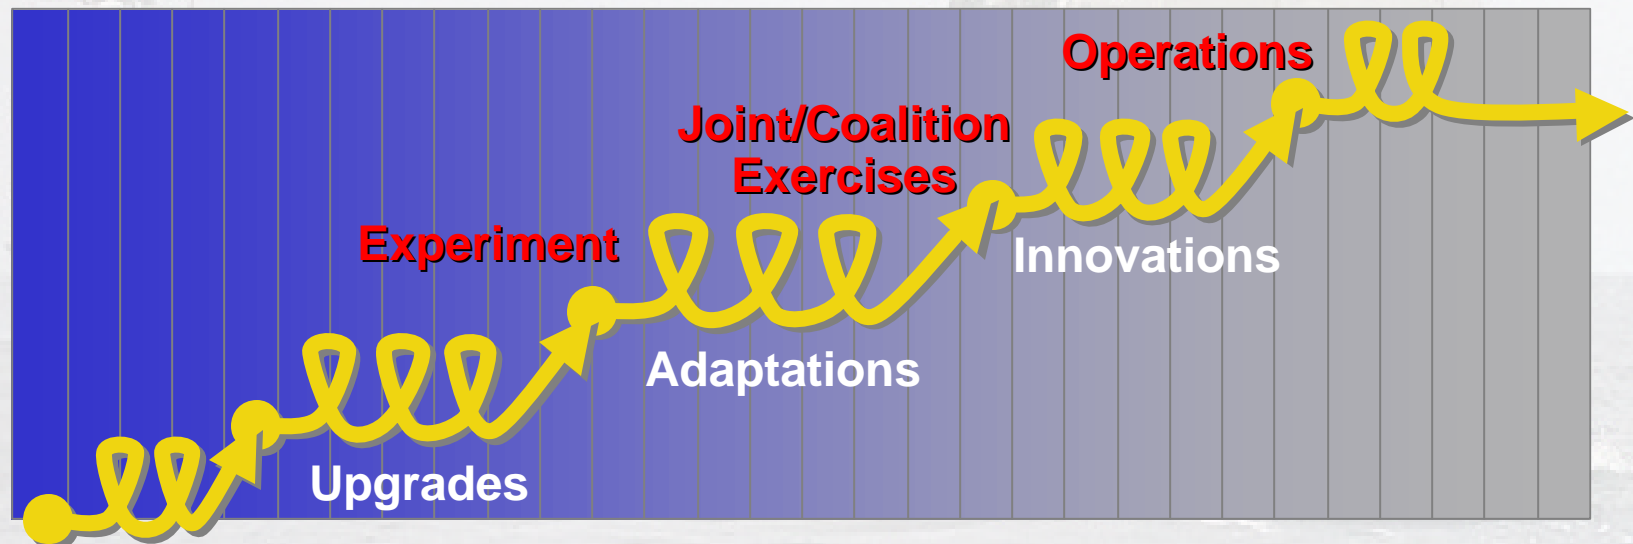 Operations
Joint/Coalition
Exercises
Experiment
Innovations
Adaptations
Upgrades